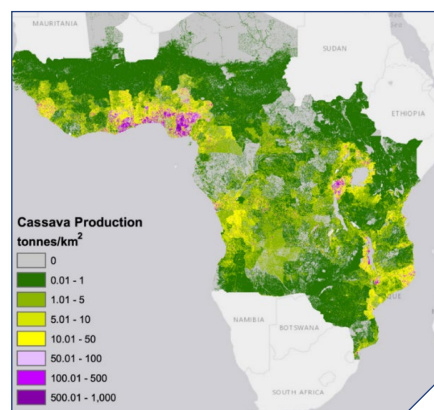 MAURITANIA
SUDAN
ETHIOPIA
Cassava Production
tonnes/km²
0
0.01 - 1
1.01 - 5
5.01 - 10
10.01 - 50
50.01 - 100
100.01 - 500
500.01 - 1,000
NAMIBIA
BOTSWANA
SOUTH AFRICA